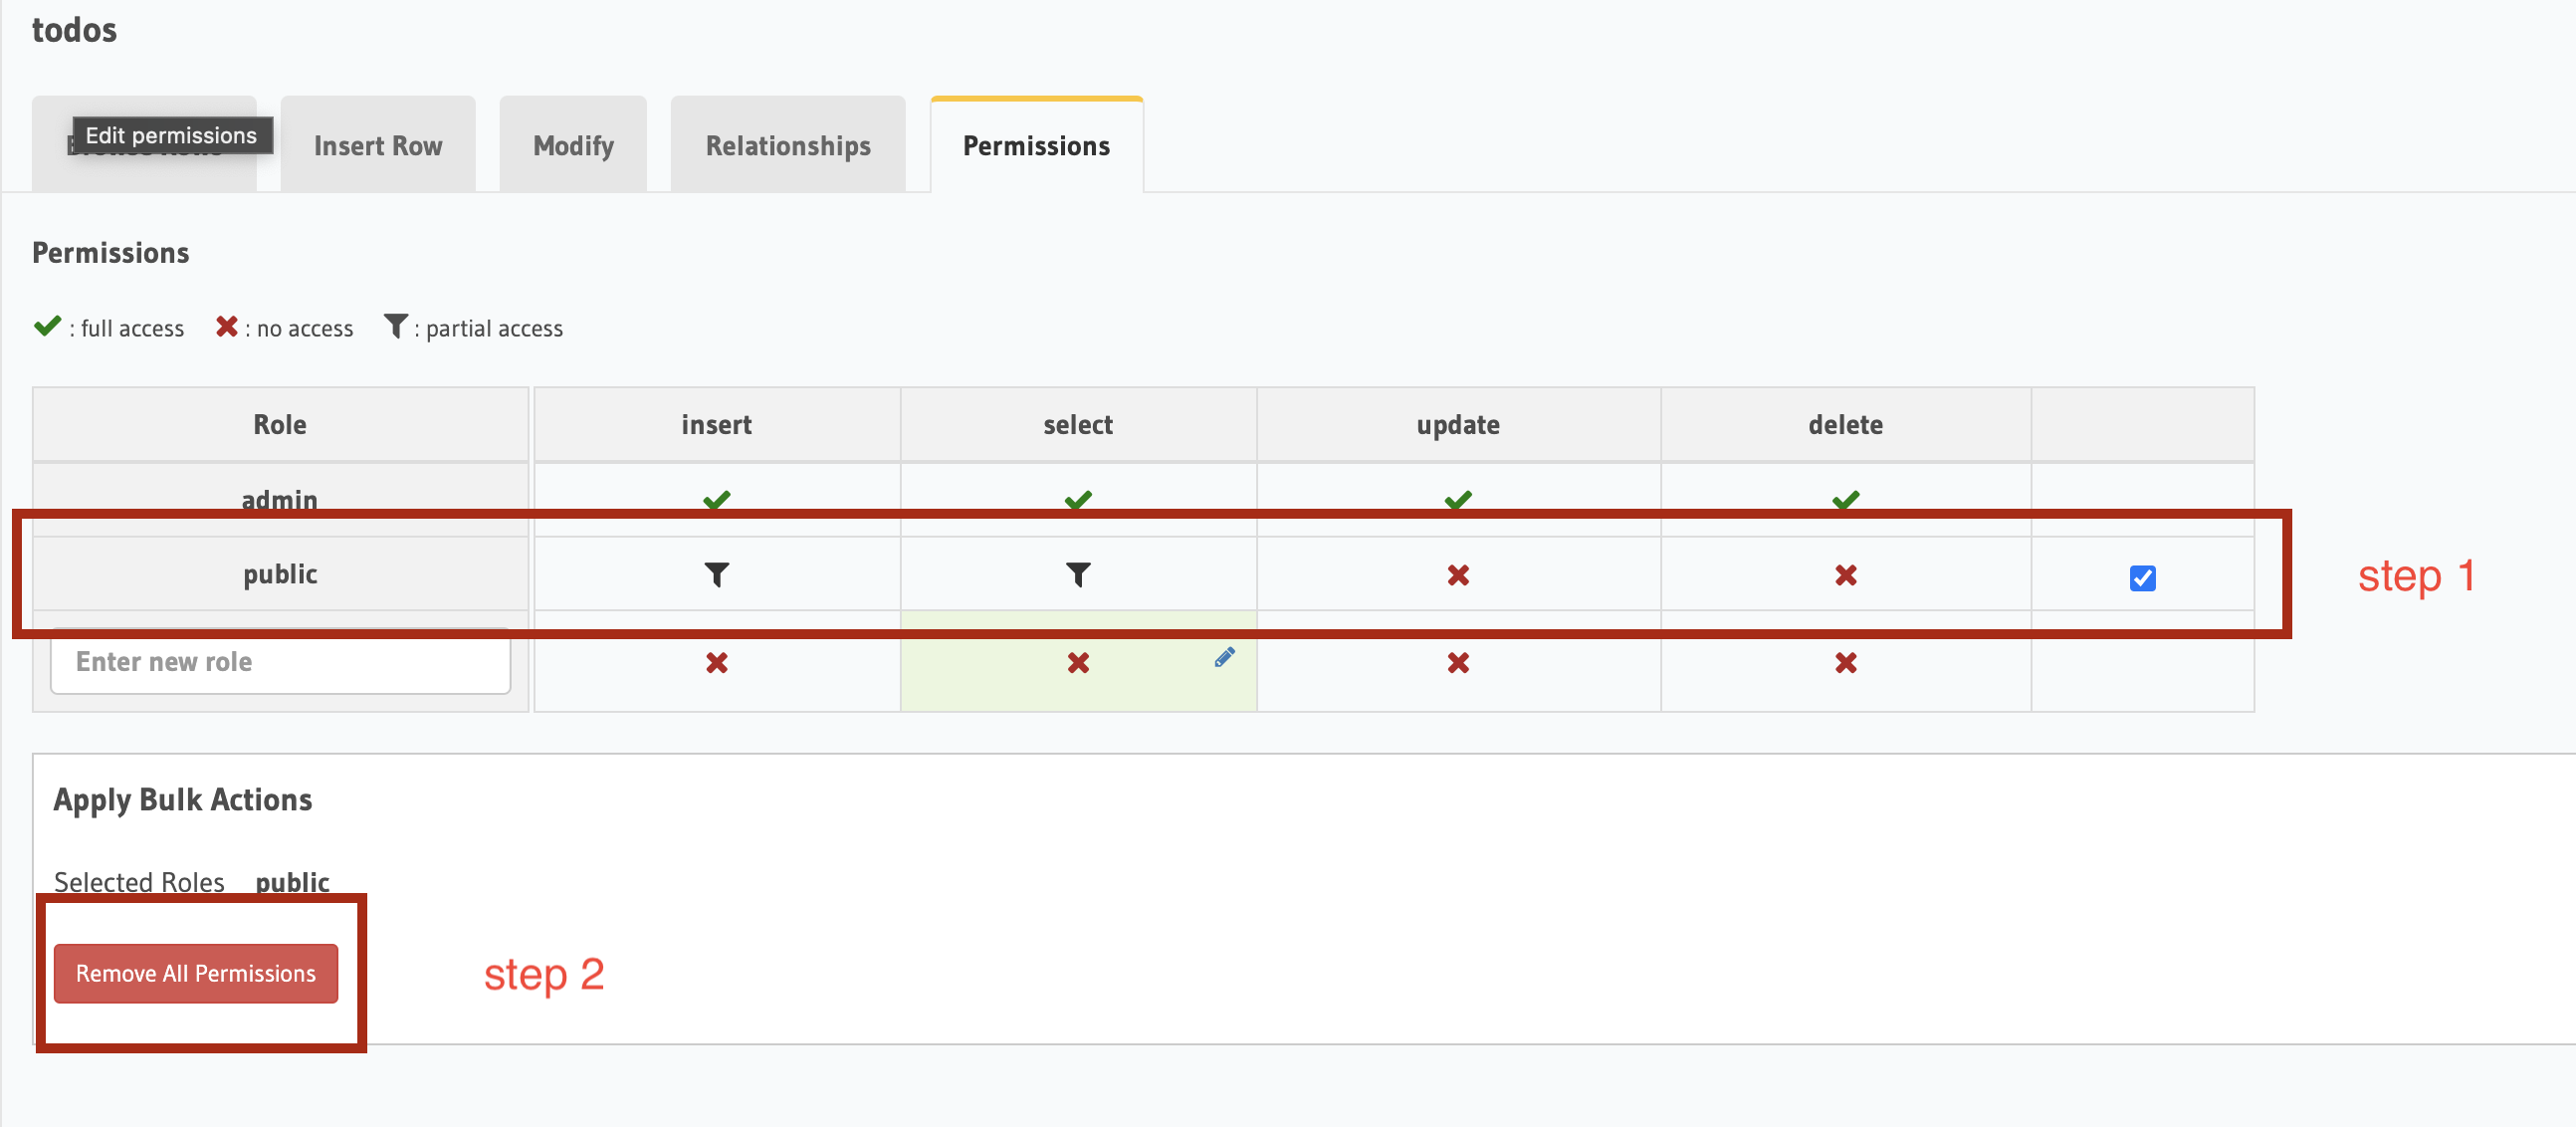 todos
Edit permissions
Insert Row
Modify
Relationships
Permissions
Permissions
: full access : no access : partial access
Role insert select update delete
admin
public
step 1
Enter new role
Apply Bulk Actions
Selected Roles public
Remove All Permissions
step 2